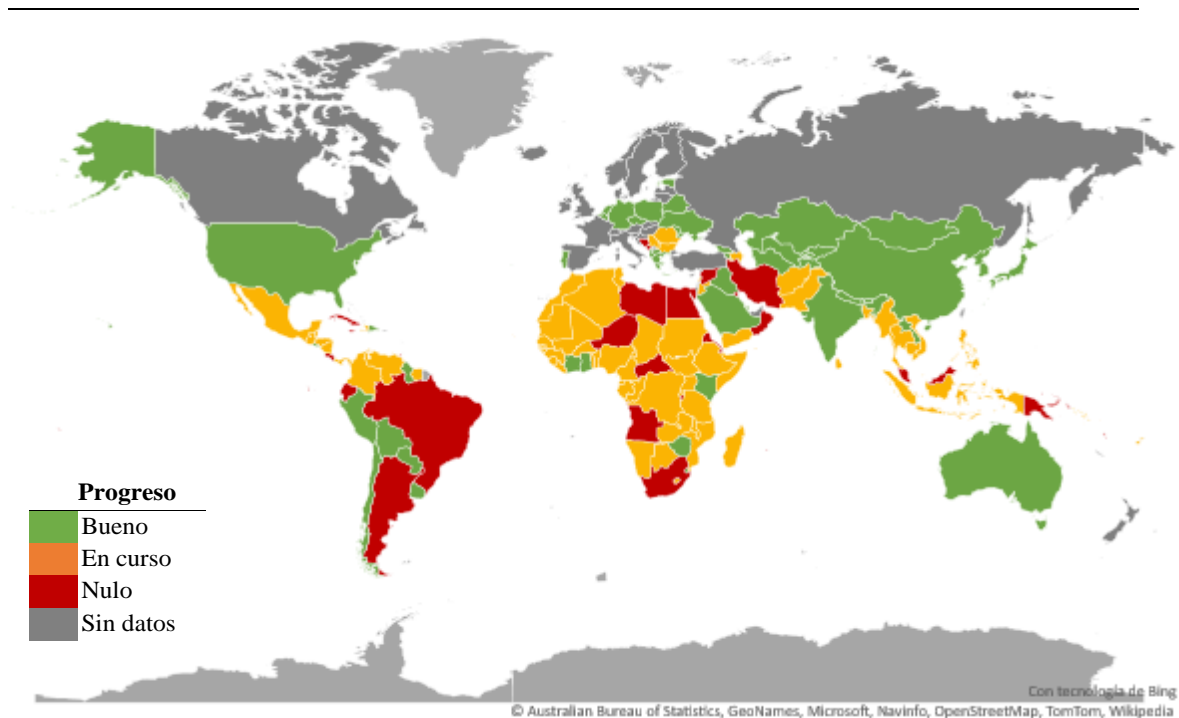 Progreso
Bueno
En curso
Nulo
Sin datos
Con tecnología de Bing
© Australian Bureau of Statistics, GeoNames, Microsoft, Navinfo, OpenStreetMap, TomTom, Wikipedia